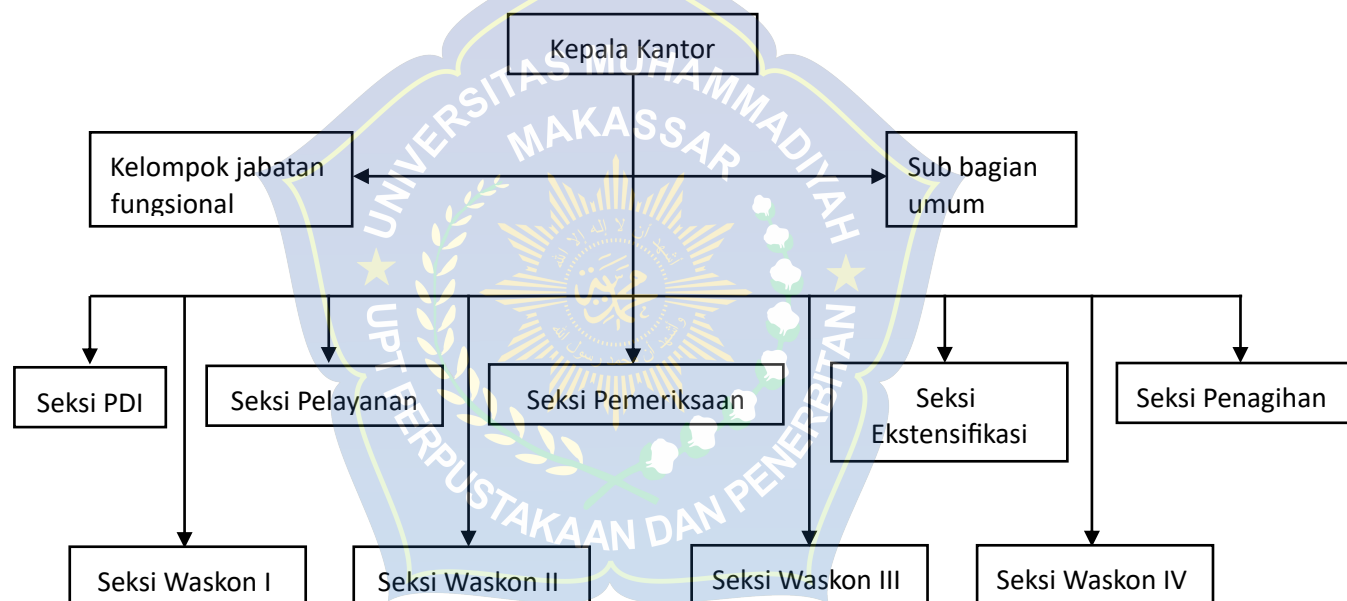 Kepala Kantor
UNIVERSITAS MUHAMMADIYAH
MAKASSAR
Kelompok jabatan
fungsional
Sub bagian
umum
Seksi PDI
Seksi Pelayanan
Seksi Pemeriksaan
Seksi
Ekstensifikasi
Seksi Penagihan
UPT PERPUSTAKAAN DAN PENERBITAN
Seksi Waskon I
Seksi Waskon II
Seksi Waskon III
Seksi Waskon IV